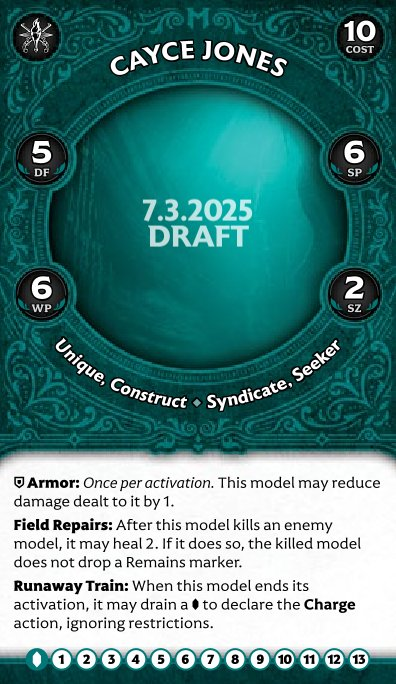 CAYCE JONES
10
COST
5
DF
6
SP
7.3.2025
DRAFT
6
WP
2
SZ
Unique, Construct ◆ Syndicate, Seeker
Armor: Once per activation. This model may reduce
damage dealt to it by 1.
Field Repairs: After this model kills an enemy
model, it may heal 2. If it does so, the killed model
does not drop a Remains marker.
Runaway Train: When this model ends its
activation, it may drain a ⬮ to declare the Charge
action, ignoring restrictions.
1 2 3 4 5 6 7 8 9 10 11 12 13